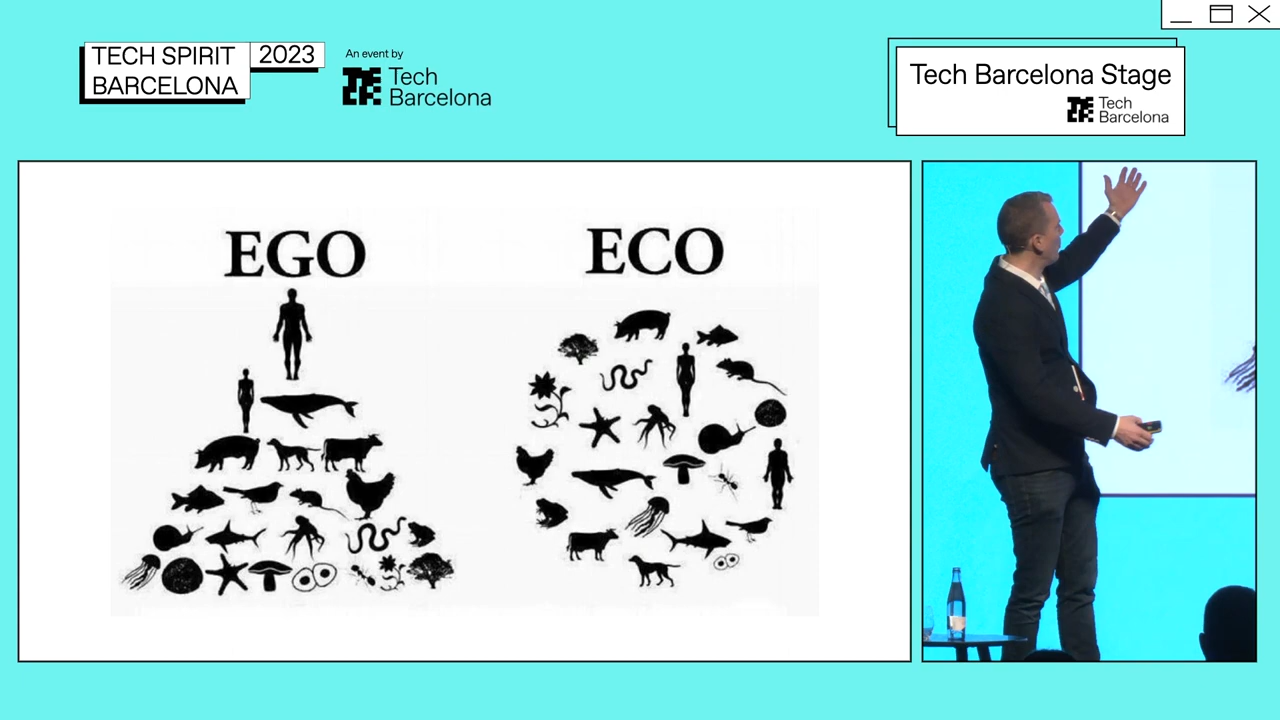 TECH SPIRIT
BARCELONA
2023
An event by
Tech
Barcelona
Tech Barcelona Stage
Tech
Barcelona
EGO
ECO